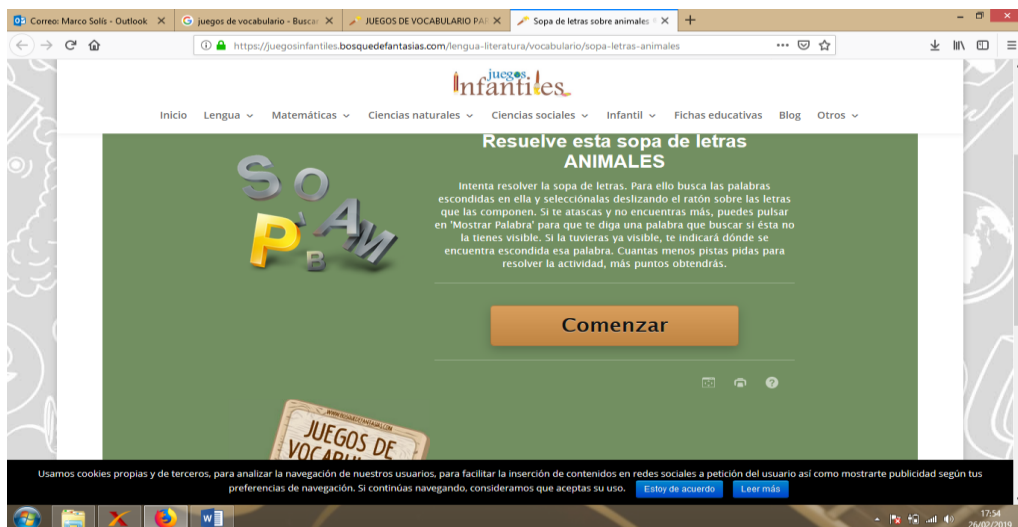 Correo: Marco Solís - Outlook
juegos de vocabulario - Buscar
JUEGOS DE VOCABULARIO PAR
Sopa de letras sobre animales
https://juegosinfantiles.bosquedefantasias.com/lengua-literatura/vocabulario/sopa-letras-animales
juegos
Infantiles
Inicio Lengua Matemáticas Ciencias naturales Ciencias sociales Infantil Fichas educativas Blog Otros
Resuelve esta sopa de letras
ANIMALES
SOPA
AM
B
Intenta resolver la sopa de letras. Para ello busca las palabras
escondidas en ella y selecciónalas deslizando el ratón sobre las letras
que las componen. Si te atascas y no encuentras más, puedes pulsar
en 'Mostrar Palabra' para que te diga una palabra que buscar si ésta no
la tienes visible. Si la tuvieras ya visible, te indicará dónde se
encuentra escondida esa palabra. Cuantas menos pistas pidas para
resolver la actividad, más puntos obtendrás.
Comenzar
WWW.BOSQUEDEFANTASIAS.COM
JUEGOS DE
Usamos cookies propias y de terceros, para analizar la navegación de nuestros usuarios, para facilitar la inserción de contenidos en redes sociales a petición del usuario así como mostrarte publicidad según tus
preferencias de navegación. Si continúas navegando, consideramos que aceptas su uso. Estoy de acuerdo Leer más
17:54
26/02/2019